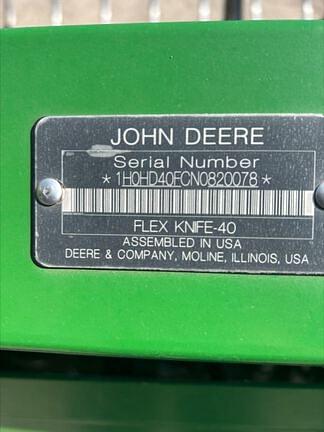 JOHN DEERE
Serial Number
*1H0HD40FCN0820078*
FLEX KNIFE-40
ASSEMBLED IN USA
DEERE & COMPANY, MOLINE, ILLINOIS, USA